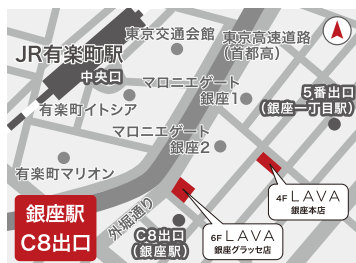 東京交通会館
東京高速道路
（首都高）
JR有楽町駅
中央口
マロニエゲート
銀座1
5番出口
（銀座一丁目駅）
有楽町イトシア
マロニエゲート
銀座2
有楽町マリオン
4F LAVA
銀座本店
銀座駅
C8出口
外堀通り
C8出口
（銀座駅）
6F LAVA
銀座グラッセ店